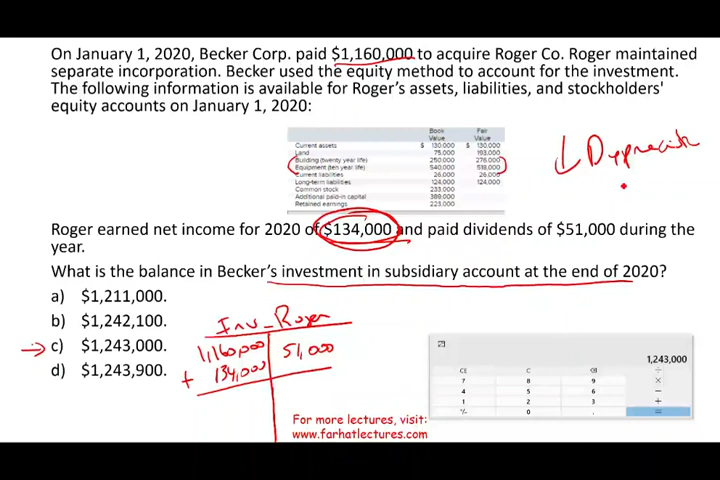 On January 1, 2020, Becker Corp. paid $1,160,000 to acquire Roger Co. Roger maintained
separate incorporation. Becker used the equity method to account for the investment.
The following information is available for Roger's assets, liabilities, and stockholders'
equity accounts on January 1, 2020:
Book Value Fair Value
Current assets $ 130,000 $ 130,000
Land 75,000 193,000
Building (twenty year life) 250,000 276,000
Equipment (ten year life) 540,000 518,000
Current liabilities 26,000 26,000
Long-term liabilities 124,000 124,000
Common stock 233,000
Additional paid-in capital 389,000
Retained earnings 223,000
Depreciation
Roger earned net income for 2020 of $134,000 and paid dividends of $51,000 during the
year.
What is the balance in Becker's investment in subsidiary account at the end of 2020?
a) $1,211,000.
b) $1,242,100.
c) $1,243,000.
d) $1,243,900.
Inv - Roger
1,160,000 51,000
+ 134,000
1,243,000
CE C ÷
7 8 9 ×
4 5 6 -
1 2 3 +
0 . =
For more lectures, visit:
www.farhatlectures.com